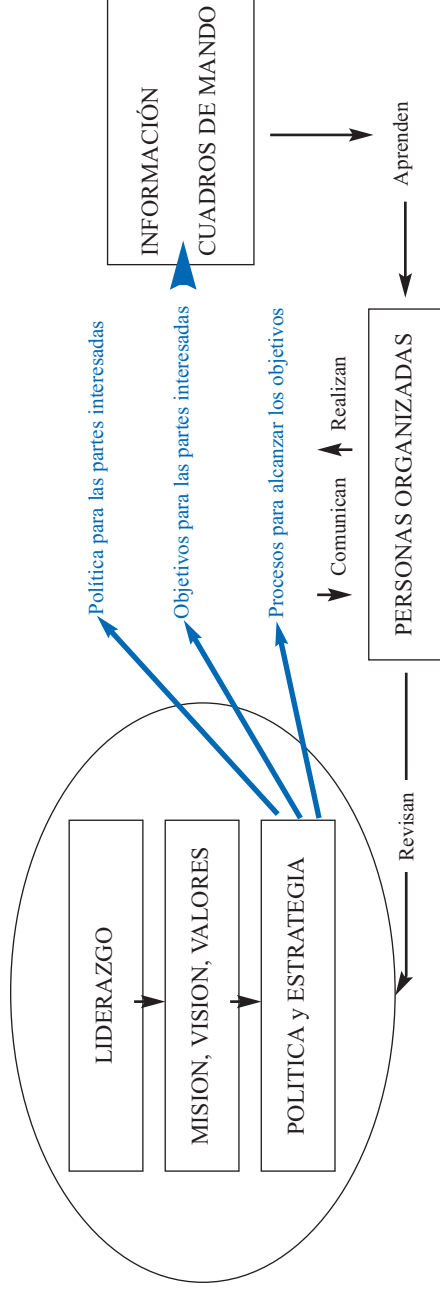 LIDERAZGO
MISION, VISION, VALORES
POLITICA y ESTRATEGIA
Política para las partes interesadas
Objetivos para las partes interesadas
Procesos para alcanzar los objetivos
INFORMACIÓN
CUADROS DE MANDO
Comunican
Realizan
Aprenden
PERSONAS ORGANIZADAS
Revisan